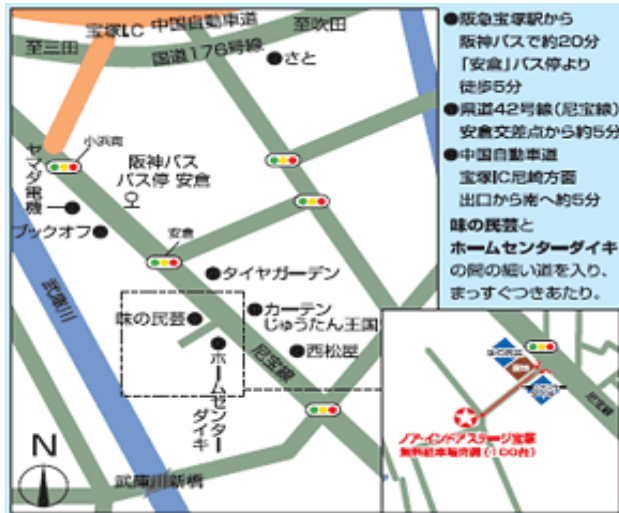 宝塚I.C 中国自動車道
至三田
国道176号線
至吹田
さと
小浜南
ヤマダ電機
阪神バス
バス停 安倉
ブックオフ
安倉
武庫川
タイヤガーデン
味の民芸
カーテン
じゅうたん王国
西松屋
ホームセンター
ダイキ
尼宝線
N
武庫川新橋
●阪急宝塚駅から
阪神バスで約20分
「安倉」バス停より
徒歩5分
●県道42号線(尼宝線)
安倉交差点から約5分
●中国自動車道
宝塚IC尼崎方面
出口から南へ約5分
味の民芸と
ホームセンターダイキ
の間の細い道を入り、
まっすぐつきあたり。
味の民芸
尼宝線
ノア・インドアステージ宝塚
無料駐車場完備(100台)